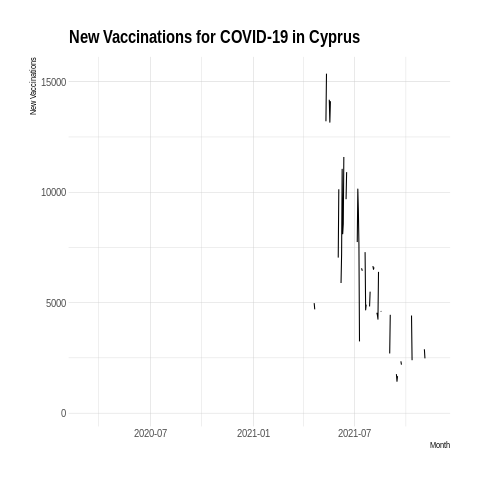 New Vaccinations for COVID-19 in Cyprus
New Vaccinations
15000
10000
5000
0
2020-07
2021-01
2021-07
Month